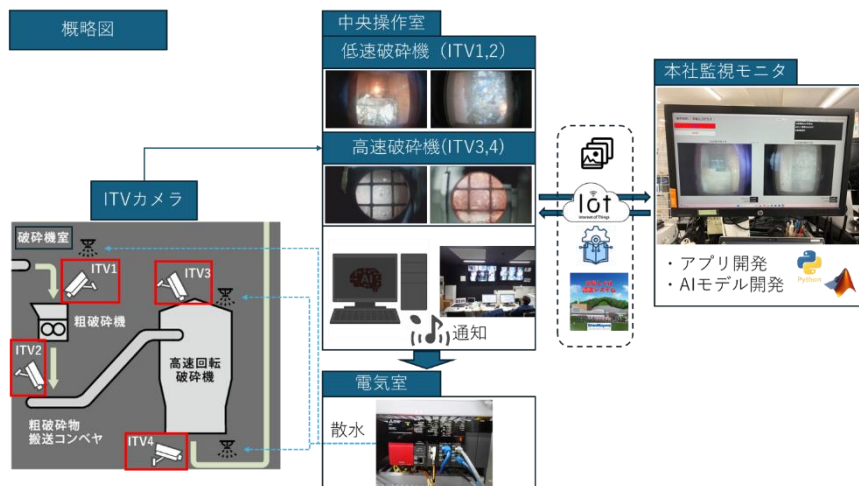 概略図
中央操作室
低速破砕機（ITV1,2）
高速破砕機(ITV3,4)
通知
電気室
散水
ITVカメラ
破砕機室
ITV1
ITV3
粗破砕機
ITV2
高速回転
破砕機
粗破砕物
搬送コンベヤ
ITV4
IoT
Internet of Things
本社監視モニタ
・アプリ開発
・AIモデル開発
Python